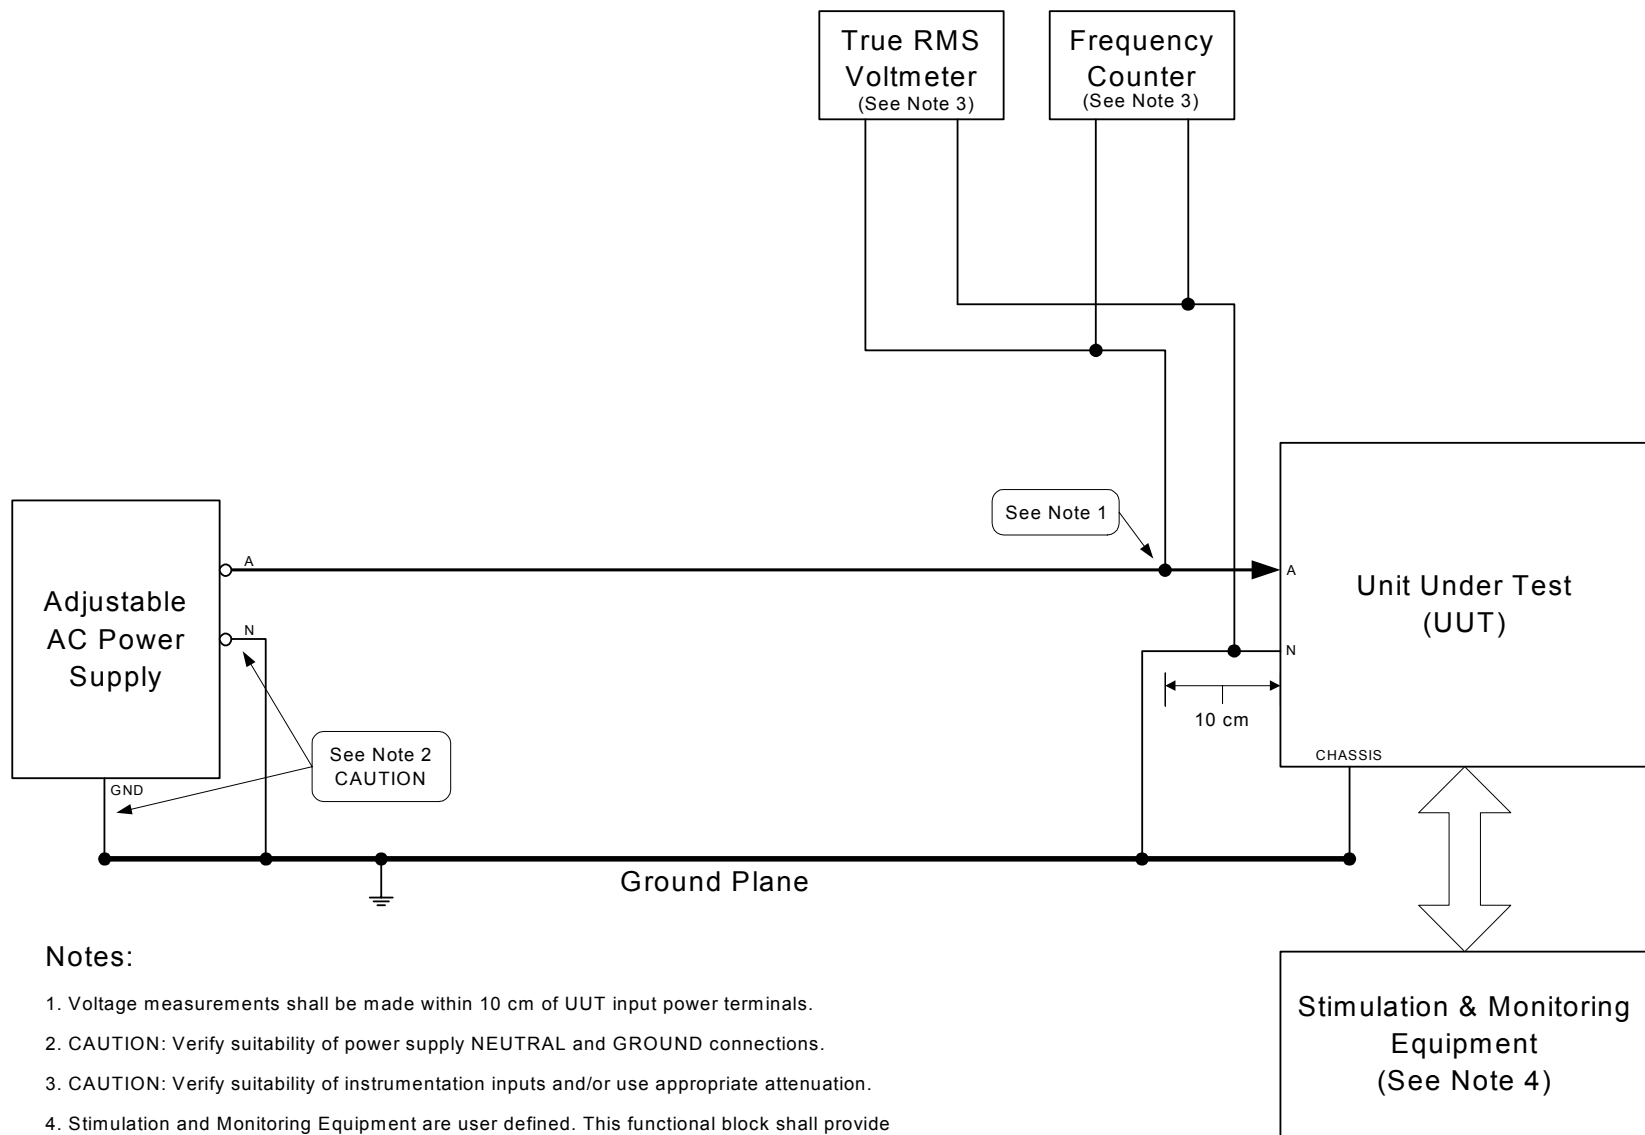 True RMS
Voltmeter
(See Note 3)
Frequency
Counter
(See Note 3)
See Note 1
A
Adjustable
AC Power
Supply
N
A
Unit Under Test
(UUT)
N
10 cm
See Note 2
CAUTION
GND
CHASSIS
Ground Plane
Notes:
1. Voltage measurements shall be made within 10 cm of UUT input power terminals.
2. CAUTION: Verify suitability of power supply NEUTRAL and GROUND connections.
3. CAUTION: Verify suitability of instrumentation inputs and/or use appropriate attenuation.
4. Stimulation and Monitoring Equipment are user defined. This functional block shall provide
Stimulation & Monitoring
Equipment
(See Note 4)